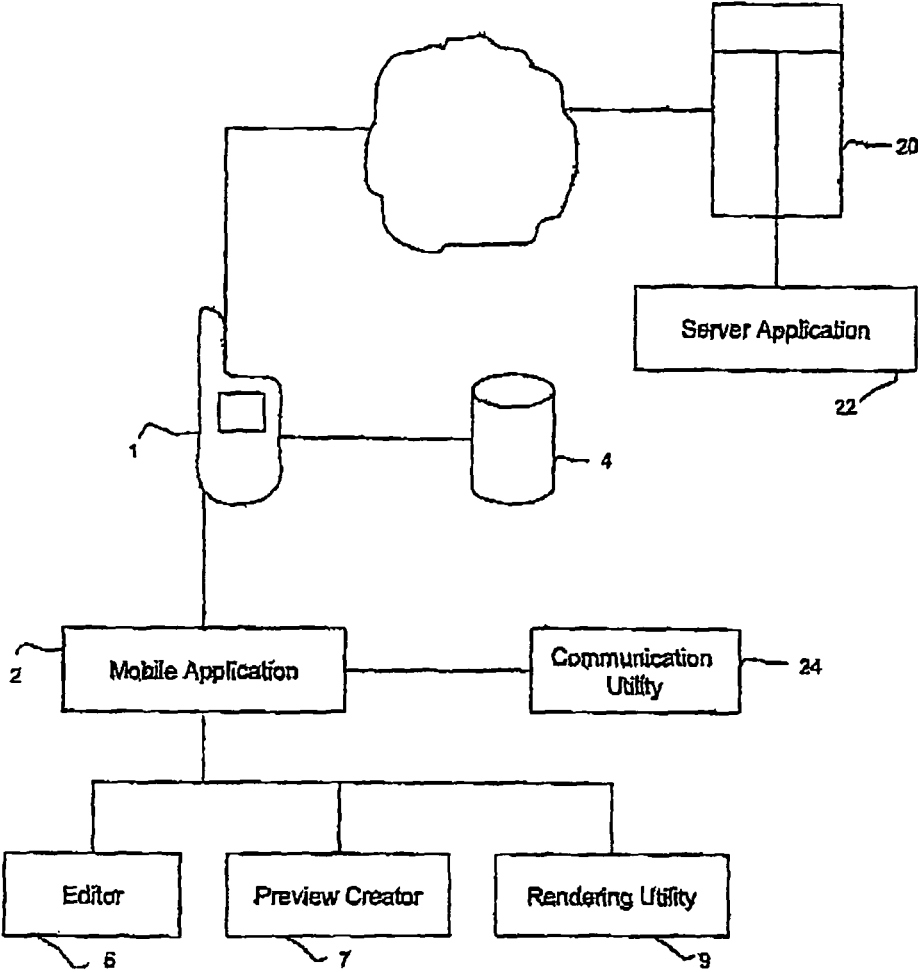 20
Server Application
22
1
4
2
Mobile Application
Communication
Utility
24
Editor
Preview Creator
Rendering Utility
6
7
9